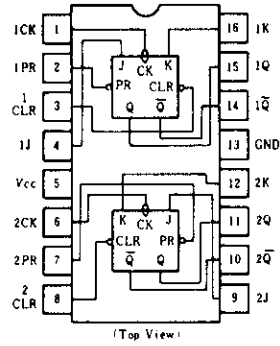 1CK 1 16 1K
J K
CK
1PR 2 15 1Q
PR CLR
1 CLR 3 14 1Q̅
Q Q̅
1J 4 13 GND
Vcc 5 12 2K
K J
CK
2CK 6 11 2Q
CLR PR
2PR 7 10 2Q̅
Q̅ Q
2 CLR 8 9 2J
(Top View)